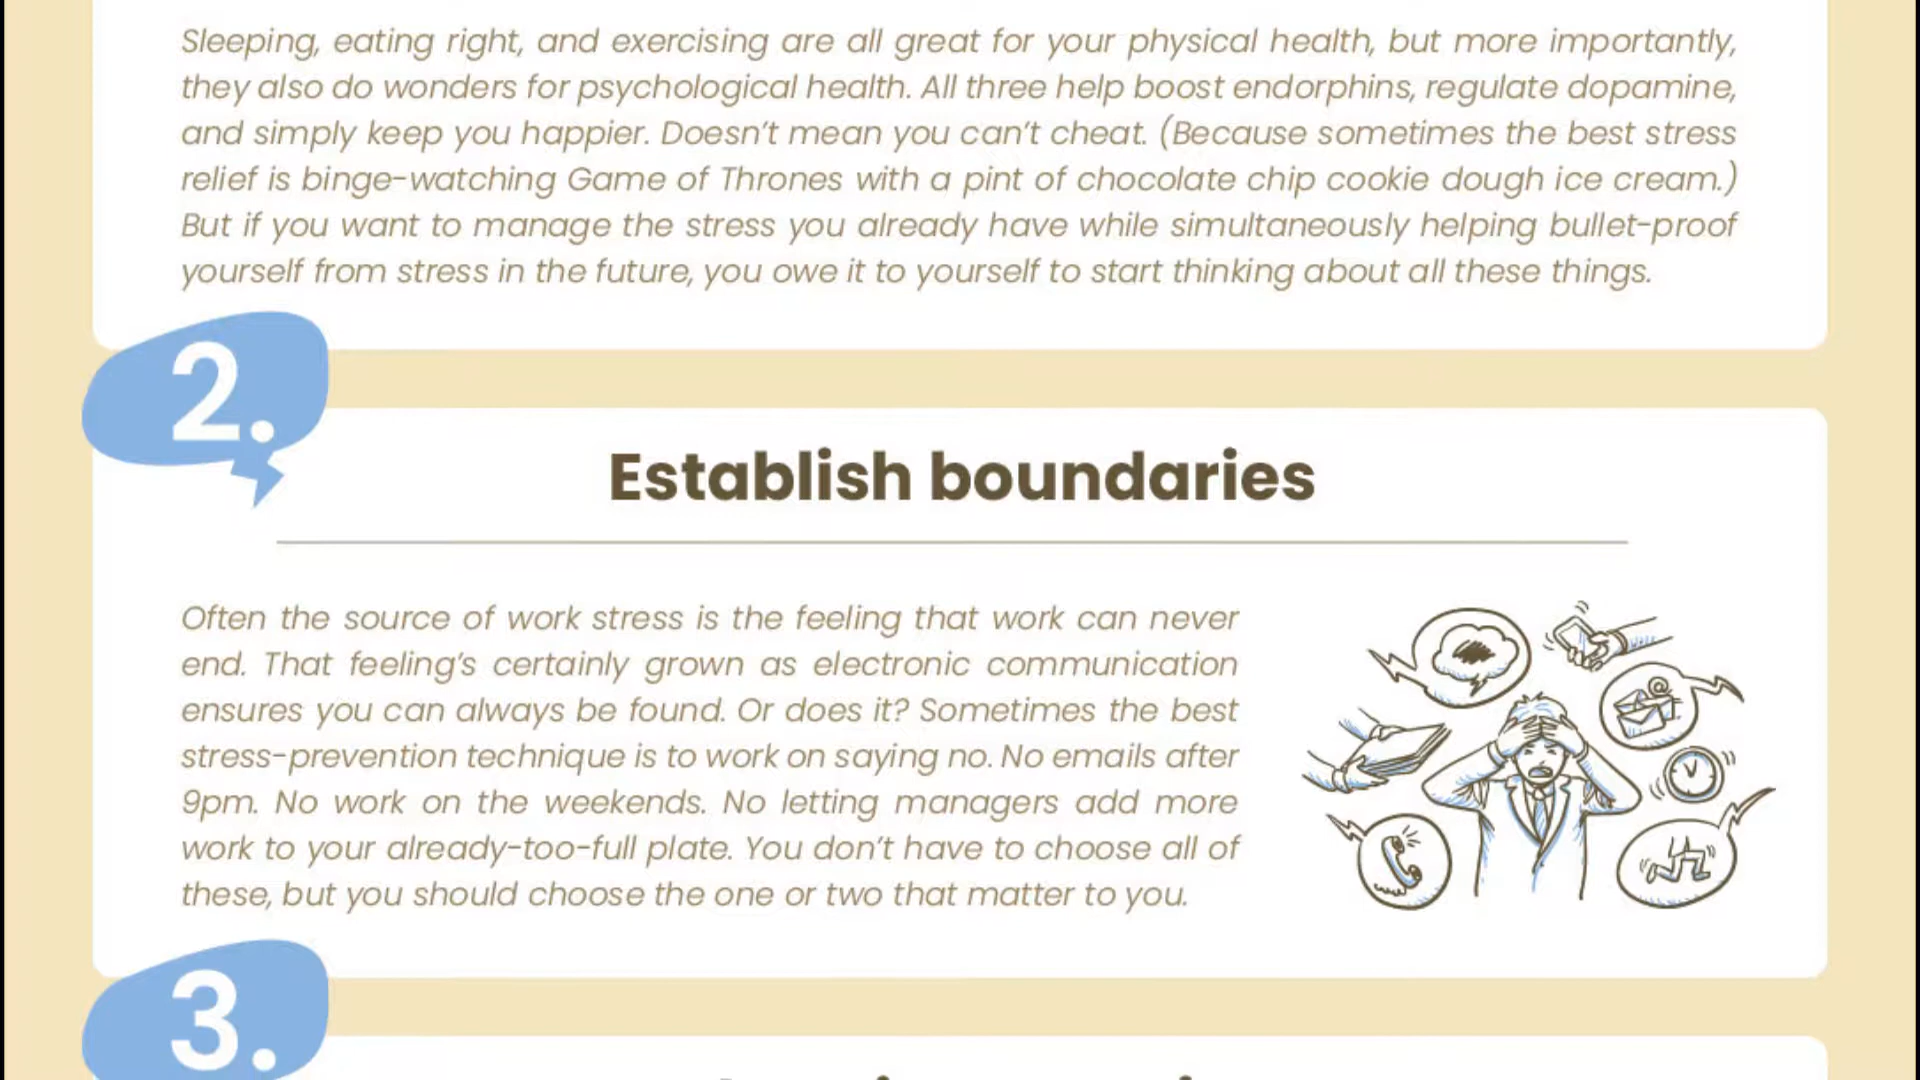 Sleeping, eating right, and exercising are all great for your physical health, but more importantly,
they also do wonders for psychological health. All three help boost endorphins, regulate dopamine,
and simply keep you happier. Doesn't mean you can't cheat. (Because sometimes the best stress
relief is binge-watching Game of Thrones with a pint of chocolate chip cookie dough ice cream.)
But if you want to manage the stress you already have while simultaneously helping bullet-proof
yourself from stress in the future, you owe it to yourself to start thinking about all these things.
2.
Establish boundaries
Often the source of work stress is the feeling that work can never
end. That feeling's certainly grown as electronic communication
ensures you can always be found. Or does it? Sometimes the best
stress-prevention technique is to work on saying no. No emails after
9pm. No work on the weekends. No letting managers add more
work to your already-too-full plate. You don't have to choose all of
these, but you should choose the one or two that matter to you.
@
3.